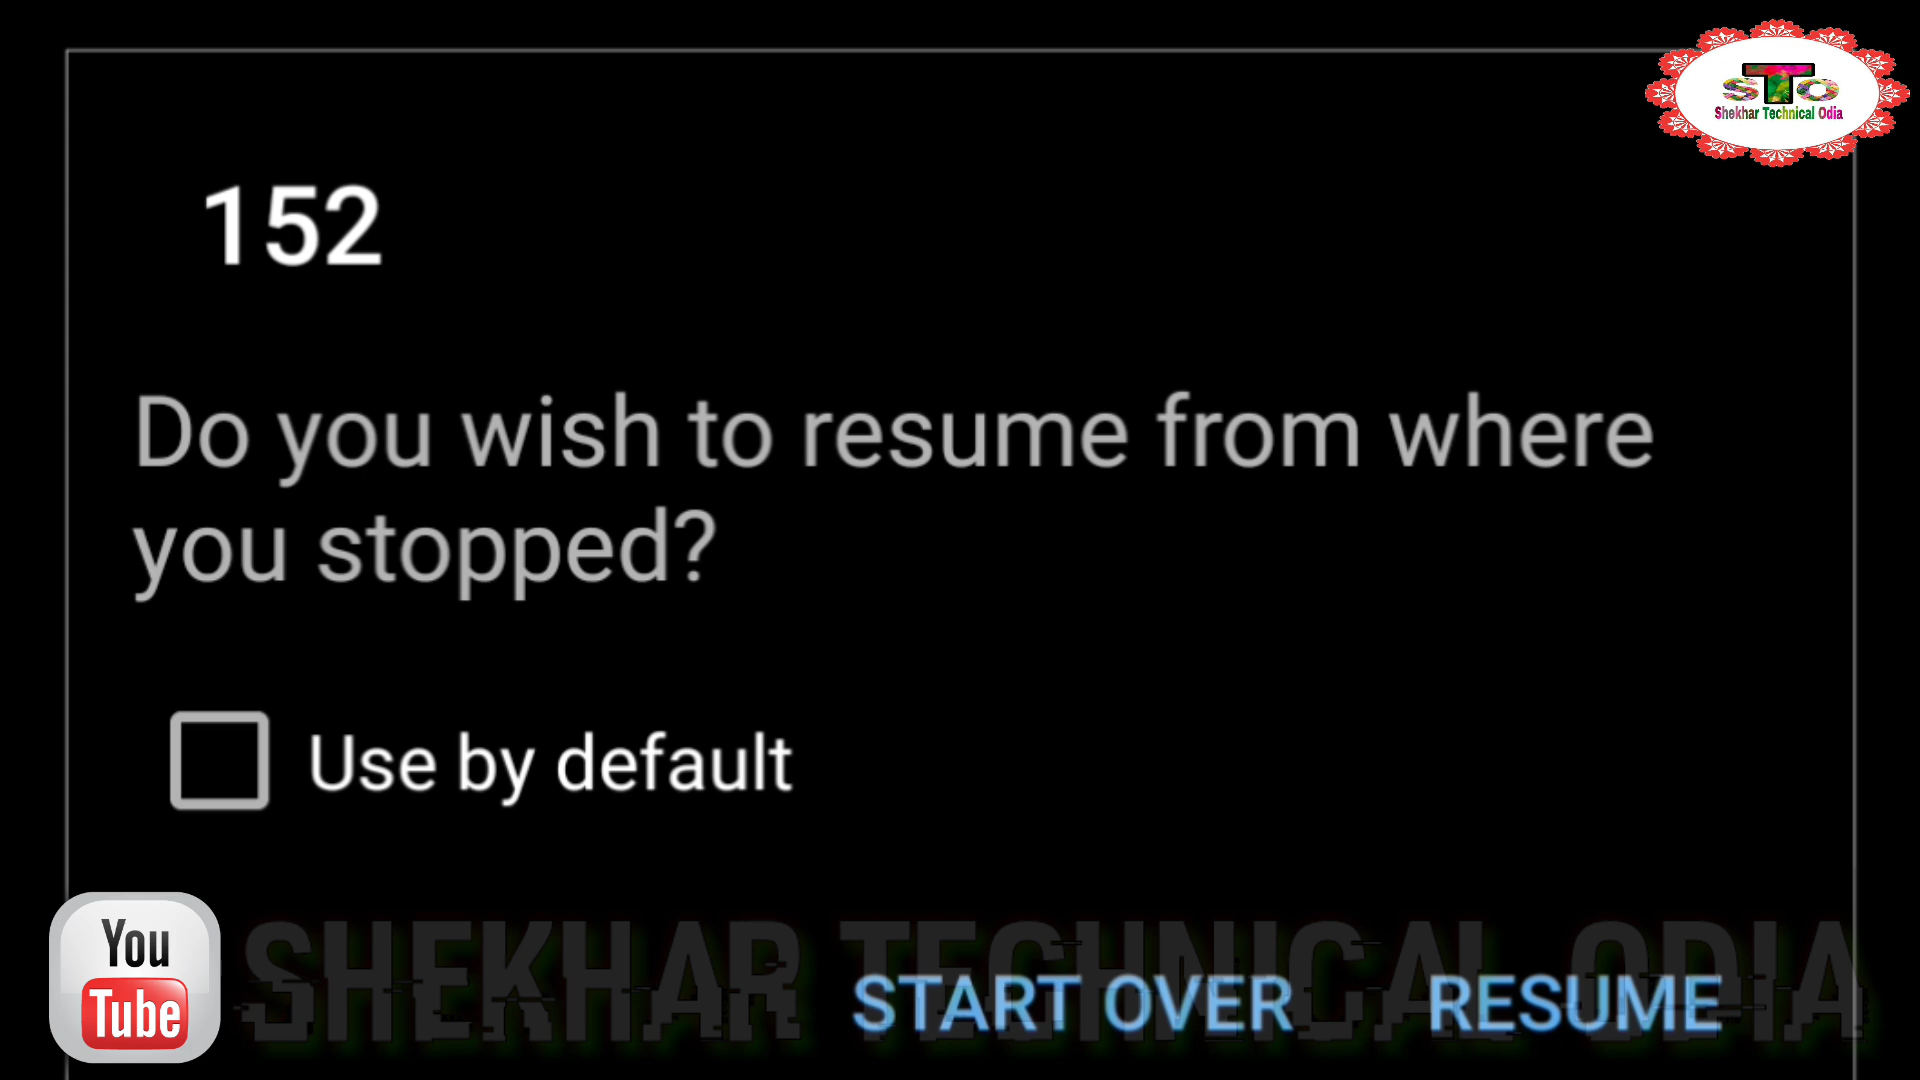 STO
Shekhar Technical Odia
152
Do you wish to resume from where
you stopped?
Use by default
You
Tube
SHEKHAR TECHNICAL ODIA
START OVER RESUME